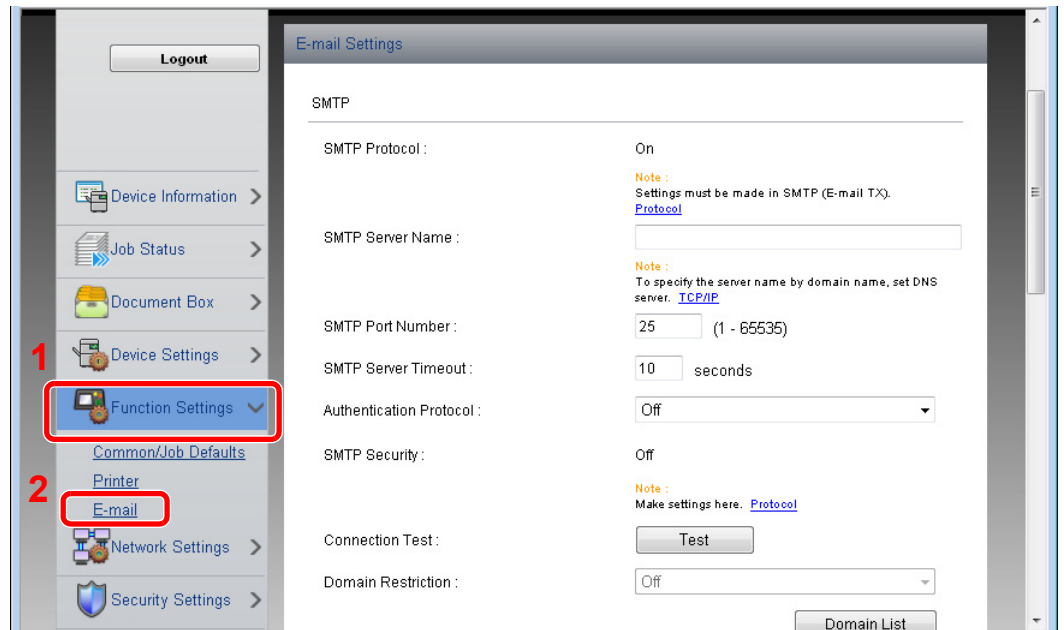 Logout
Device Information
Job Status
Document Box
1
Device Settings
Function Settings
Common/Job Defaults
2
Printer
E-mail
Network Settings
Security Settings
E-mail Settings
SMTP
SMTP Protocol :
On
Note :
Settings must be made in SMTP (E-mail TX).
Protocol
SMTP Server Name :
Note :
To specify the server name by domain name, set DNS
server. TCP/IP
SMTP Port Number :
25 (1 - 65535)
SMTP Server Timeout :
10 seconds
Authentication Protocol :
Off
SMTP Security :
Off
Note :
Make settings here. Protocol
Connection Test :
Test
Domain Restriction :
Off
Domain List